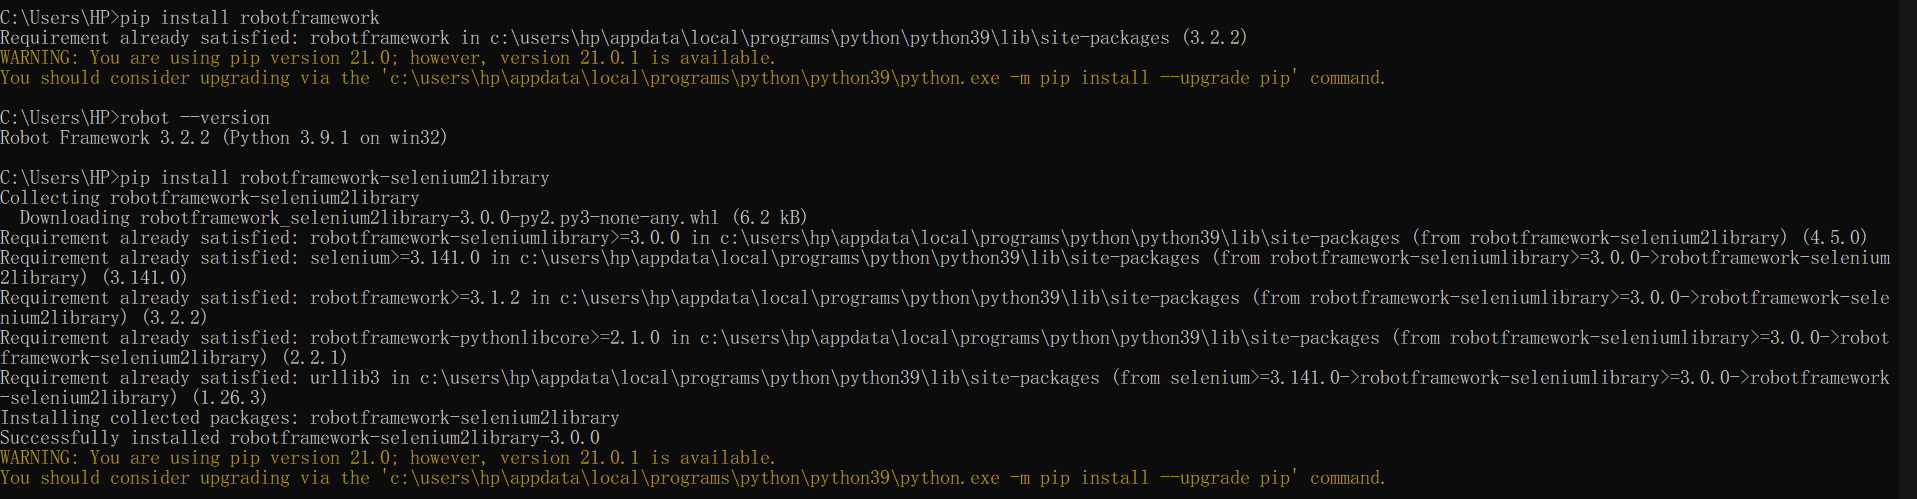 C:\Users\HP>pip install robotframework
Requirement already satisfied: robotframework in c:\users\hp\appdata\local\programs\python\python39\lib\site-packages (3.2.2)
WARNING: You are using pip version 21.0; however, version 21.0.1 is available.
You should consider upgrading via the 'c:\users\hp\appdata\local\programs\python\python39\python.exe -m pip install --upgrade pip' command.
C:\Users\HP>robot --version
Robot Framework 3.2.2 (Python 3.9.1 on win32)
C:\Users\HP>pip install robotframework-selenium2library
Collecting robotframework-selenium2library
  Downloading robotframework_selenium2library-3.0.0-py2.py3-none-any.whl (6.2 kB)
Requirement already satisfied: robotframework-seleniumlibrary>=3.0.0 in c:\users\hp\appdata\local\programs\python\python39\lib\site-packages (from robotframework-selenium2library) (4.5.0)
Requirement already satisfied: selenium>=3.141.0 in c:\users\hp\appdata\local\programs\python\python39\lib\site-packages (from robotframework-seleniumlibrary>=3.0.0->robotframework-selenium
2library) (3.141.0)
Requirement already satisfied: robotframework>=3.1.2 in c:\users\hp\appdata\local\programs\python\python39\lib\site-packages (from robotframework-seleniumlibrary>=3.0.0->robotframework-sele
nium2library) (3.2.2)
Requirement already satisfied: robotframework-pythonlibcore>=2.1.0 in c:\users\hp\appdata\local\programs\python\python39\lib\site-packages (from robotframework-seleniumlibrary>=3.0.0->robot
framework-selenium2library) (2.2.1)
Requirement already satisfied: urllib3 in c:\users\hp\appdata\local\programs\python\python39\lib\site-packages (from selenium>=3.141.0->robotframework-seleniumlibrary>=3.0.0->robotframework
-selenium2library) (1.26.3)
Installing collected packages: robotframework-selenium2library
Successfully installed robotframework-selenium2library-3.0.0
WARNING: You are using pip version 21.0; however, version 21.0.1 is available.
You should consider upgrading via the 'c:\users\hp\appdata\local\programs\python\python39\python.exe -m pip install --upgrade pip' command.